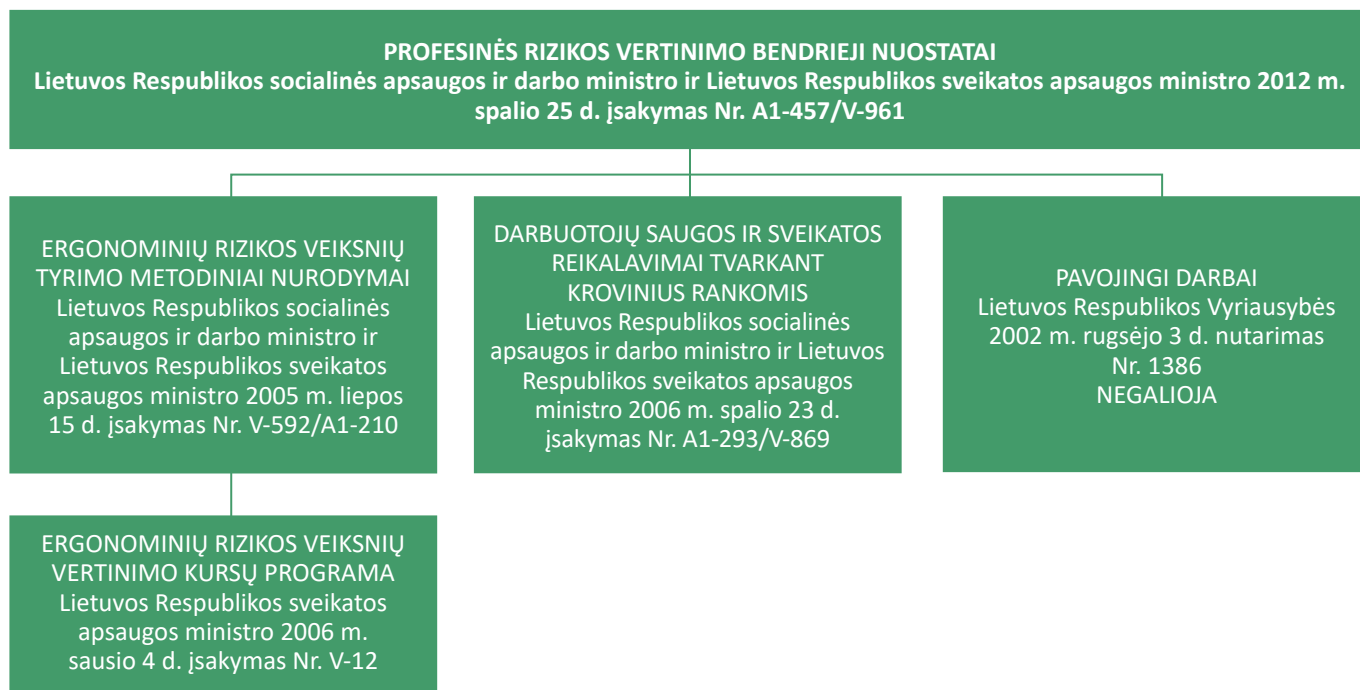 PROFESINĖS RIZIKOS VERTINIMO BENDRIEJI NUOSTATAI
Lietuvos Respublikos socialinės apsaugos ir darbo ministro ir Lietuvos Respublikos sveikatos apsaugos ministro 2012 m.
spalio 25 d. įsakymas Nr. A1-457/V-961
ERGONOMINIŲ RIZIKOS VEIKSNIŲ
TYRIMO METODINIAI NURODYMAI
Lietuvos Respublikos socialinės
apsaugos ir darbo ministro ir
Lietuvos Respublikos sveikatos
apsaugos ministro 2005 m. liepos
15 d. įsakymas Nr. V-592/A1-210
DARBUOTOJŲ SAUGOS IR SVEIKATOS
REIKALAVIMAI TVARKANT
KROVINIUS RANKOMIS
Lietuvos Respublikos socialinės
apsaugos ir darbo ministro ir Lietuvos
Respublikos sveikatos apsaugos
ministro 2006 m. spalio 23 d.
įsakymas Nr. A1-293/V-869
PAVOJINGI DARBAI
Lietuvos Respublikos Vyriausybės
2002 m. rugsėjo 3 d. nutarimas
Nr. 1386
NEGALIOJA
ERGONOMINIŲ RIZIKOS VEIKSNIŲ
VERTINIMO KURSŲ PROGRAMA
Lietuvos Respublikos sveikatos
apsaugos ministro 2006 m.
sausio 4 d. įsakymas Nr. V-12